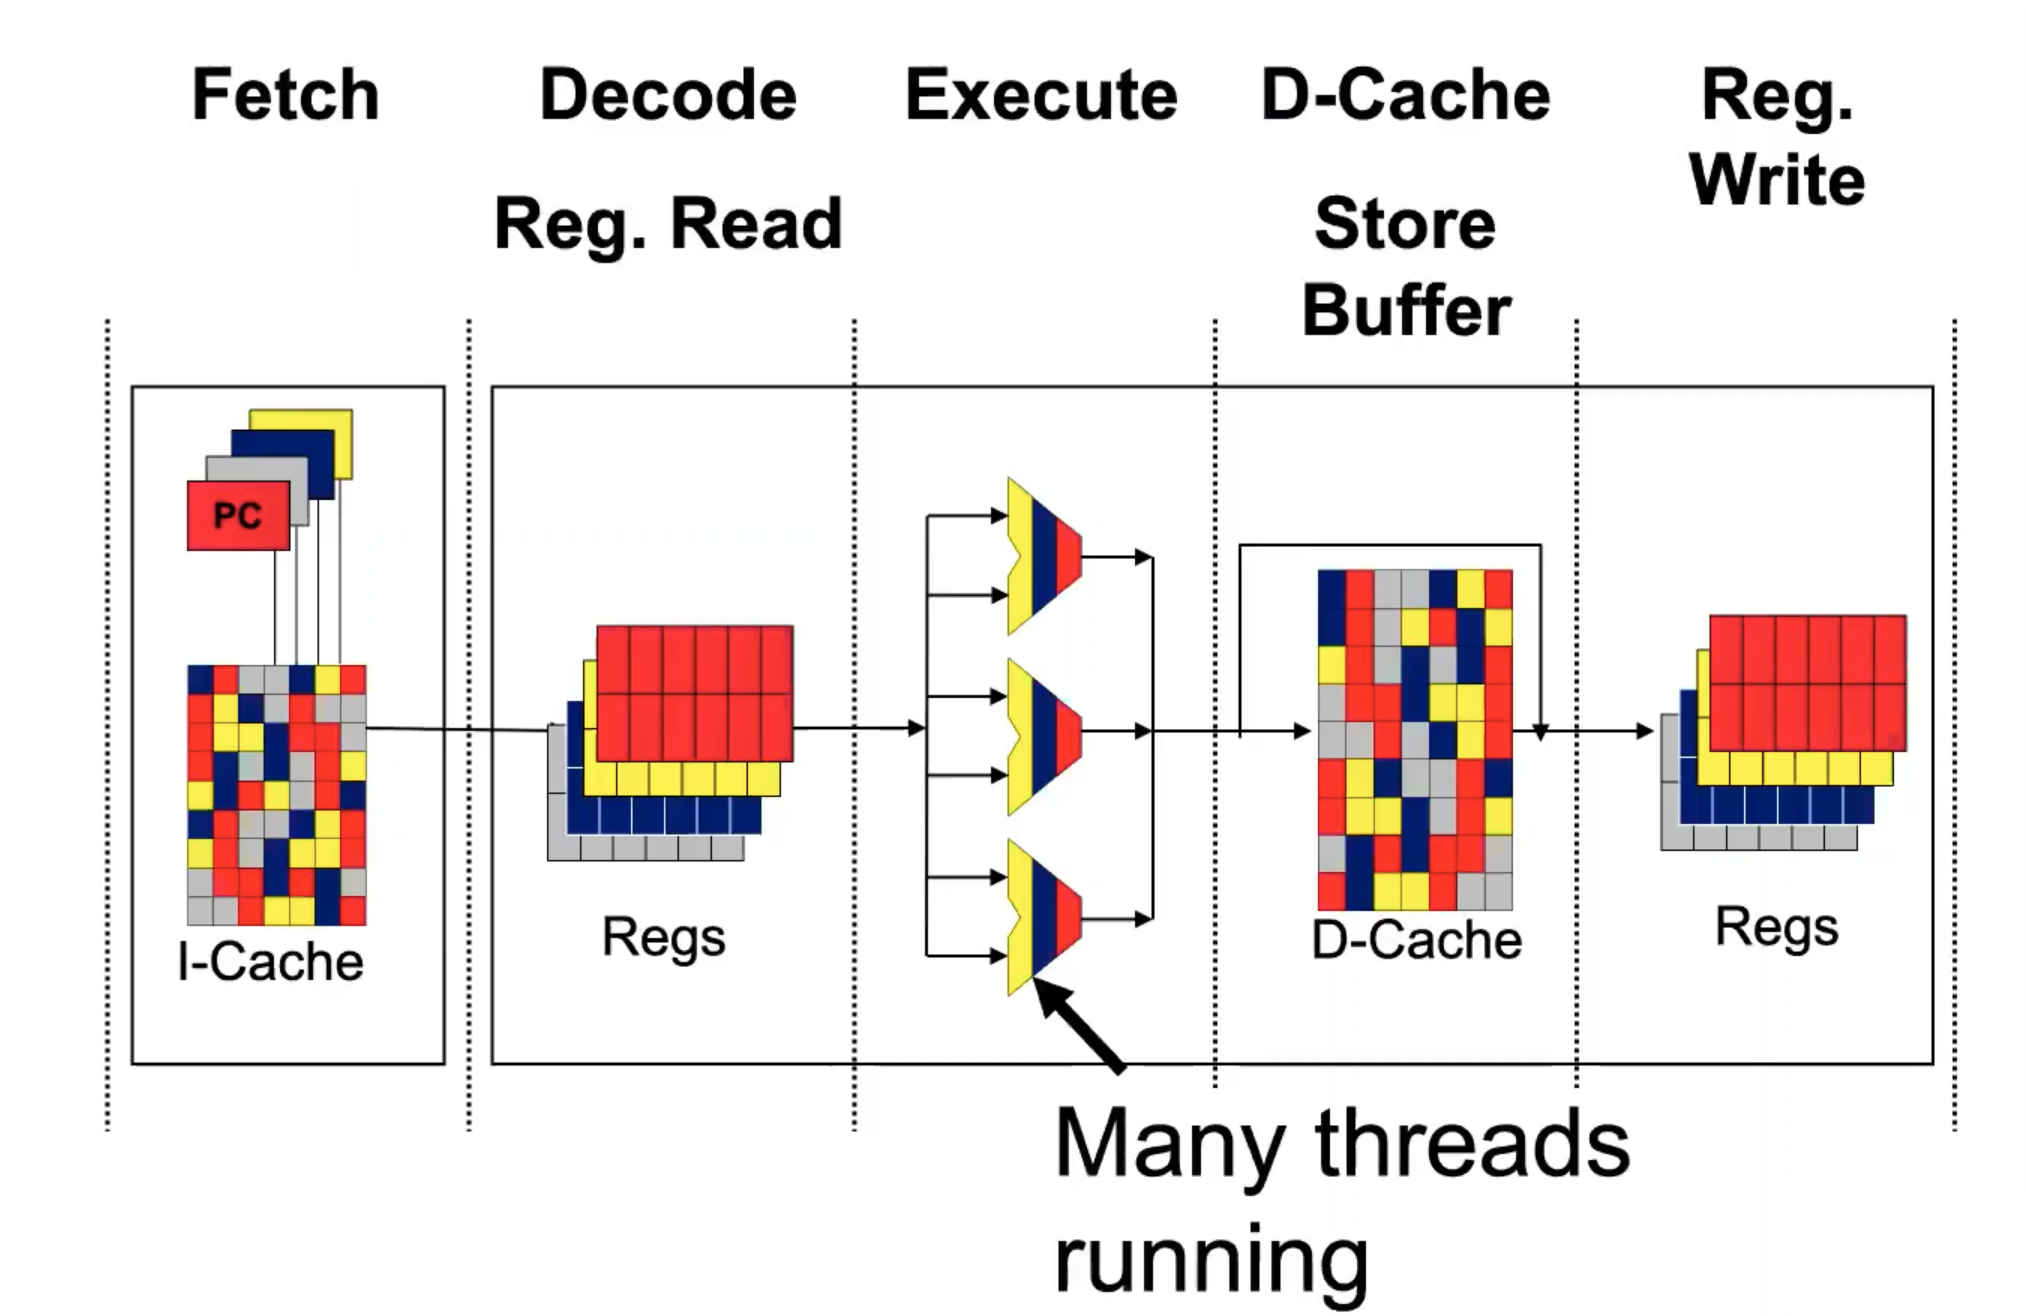 Fetch
Decode
Execute
D-Cache
Reg.
Write
Reg. Read
Store
Buffer
PC
I-Cache
Regs
D-Cache
Regs
Many threads
running